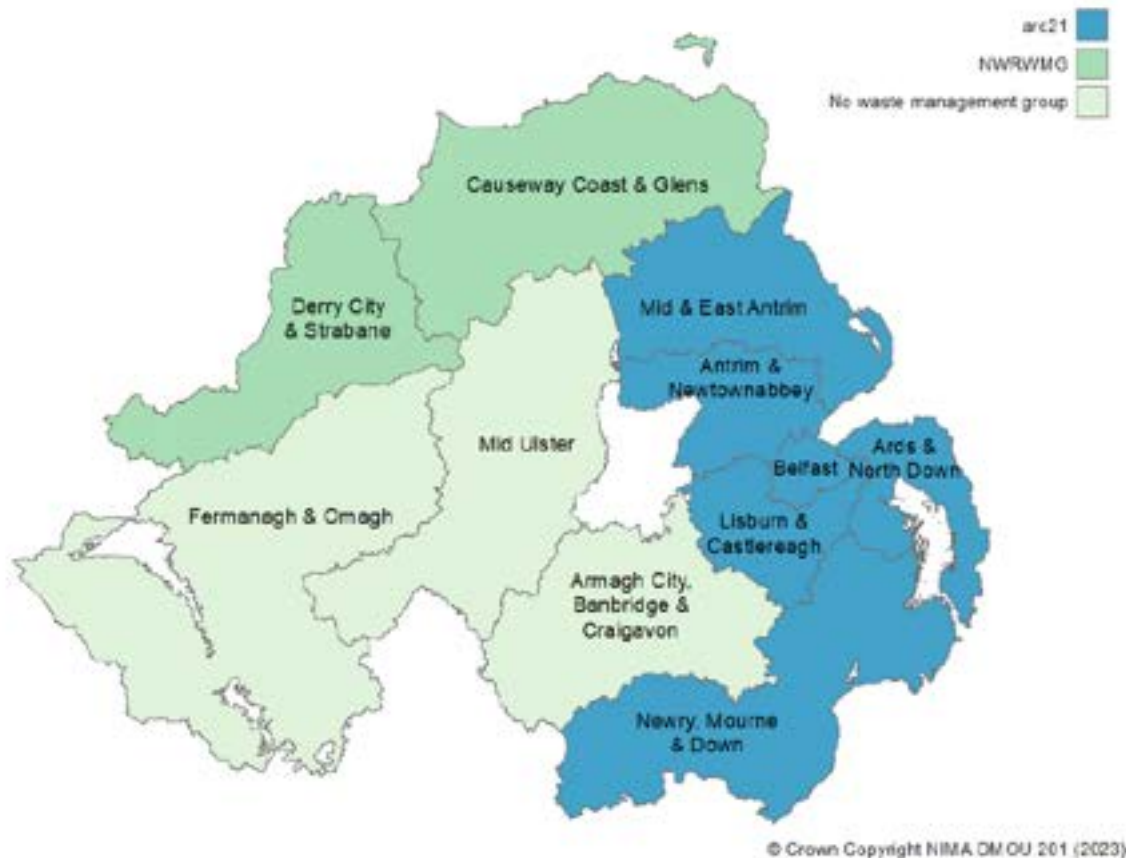 arc21
NWRWMG
No waste management group
Causeway Coast & Glens
Derry City
& Strabane
Mid & East Antrim
Antrim &
Newtownabbey
Mid Ulster
Belfast
Ards &
North Down
Fermanagh & Omagh
Lisburn &
Castlereagh
Armagh City,
Banbridge &
Craigavon
Newry, Mourne
& Down
© Crown Copyright NIMA DMOU 201 (2023)